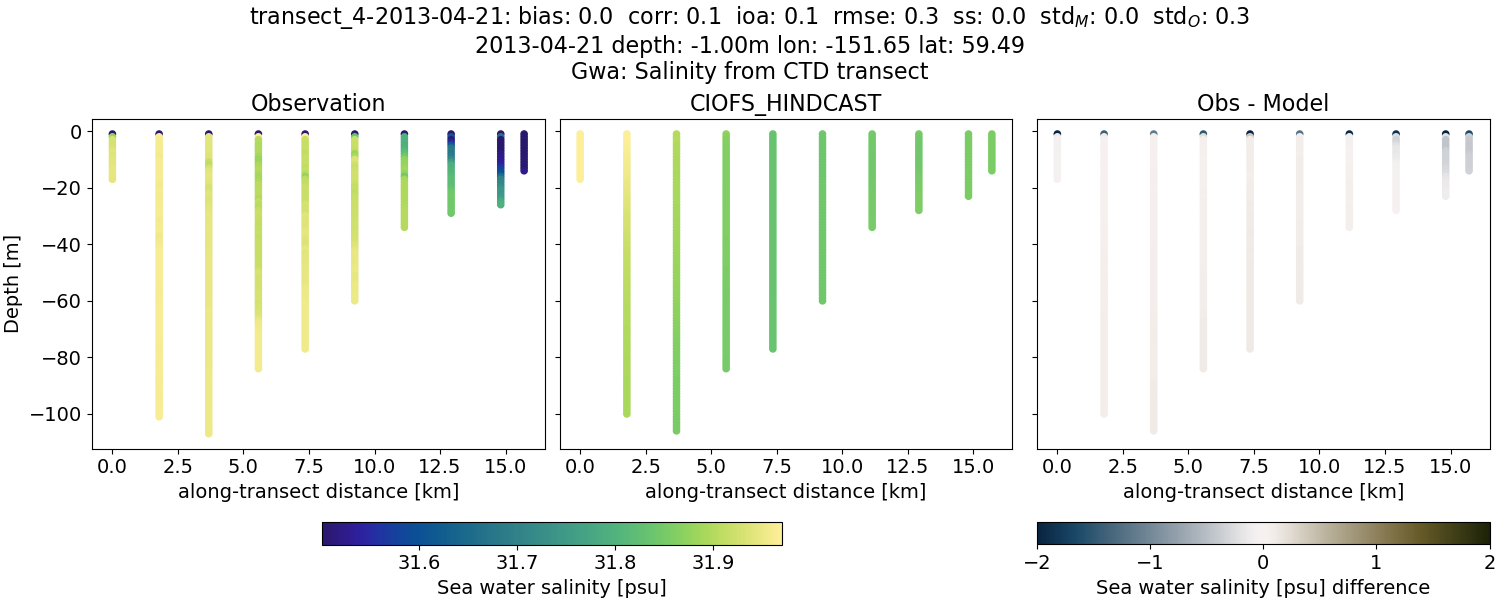 transect_4-2013-04-21: bias: 0.0 corr: 0.1 ioa: 0.1 rmse: 0.3 ss: 0.0 std_M: 0.0 std_O: 0.3
2013-04-21 depth: -1.00m lon: -151.65 lat: 59.49
Gwa: Salinity from CTD transect
Observation
CIOFS_HINDCAST
Obs - Model
Depth [m]
0
−20
−40
−60
−80
−100
0.0 2.5 5.0 7.5 10.0 12.5 15.0
0.0 2.5 5.0 7.5 10.0 12.5 15.0
0.0 2.5 5.0 7.5 10.0 12.5 15.0
along-transect distance [km]
along-transect distance [km]
along-transect distance [km]
31.6 31.7 31.8 31.9
Sea water salinity [psu]
−2 −1 0 1 2
Sea water salinity [psu] difference